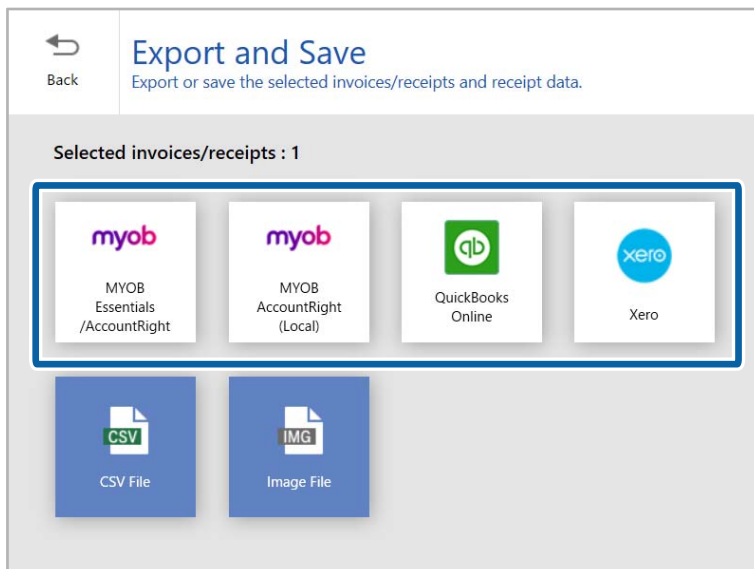 Back
Export and Save
Export or save the selected invoices/receipts and receipt data.
Selected invoices/receipts : 1
myob
MYOB
Essentials
/AccountRight
myob
MYOB
AccountRight
(Local)
qb
QuickBooks
Online
xero
Xero
CSV
CSV File
IMG
Image File